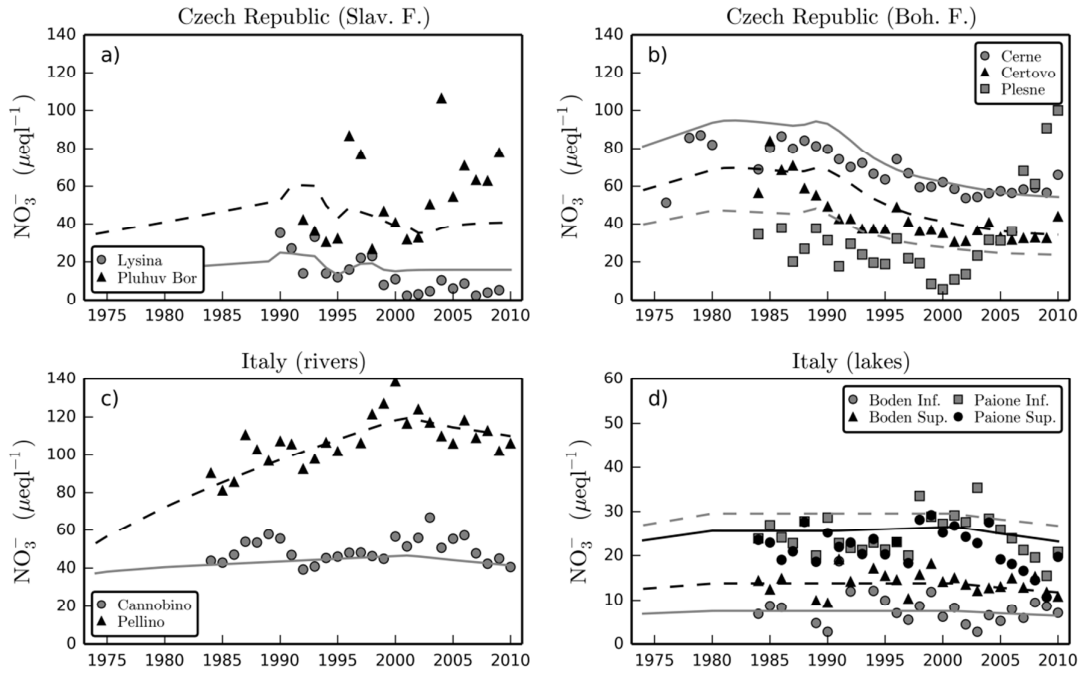 Czech Republic (Slav. F.)
a)
NO₃⁻ (μeql⁻¹)
140
120
100
80
60
40
20
0
Lysina
Pluhuv Bor
1975 1980 1985 1990 1995 2000 2005 2010
Czech Republic (Boh. F.)
b)
NO₃⁻ (μeql⁻¹)
140
120
100
80
60
40
20
0
Cerne
Certovo
Plesne
1975 1980 1985 1990 1995 2000 2005 2010
Italy (rivers)
c)
NO₃⁻ (μeql⁻¹)
140
120
100
80
60
40
20
0
Cannobino
Pellino
1975 1980 1985 1990 1995 2000 2005 2010
Italy (lakes)
d)
NO₃⁻ (μeql⁻¹)
60
50
40
30
20
10
0
Boden Inf. Paione Inf.
Boden Sup. Paione Sup.
1975 1980 1985 1990 1995 2000 2005 2010